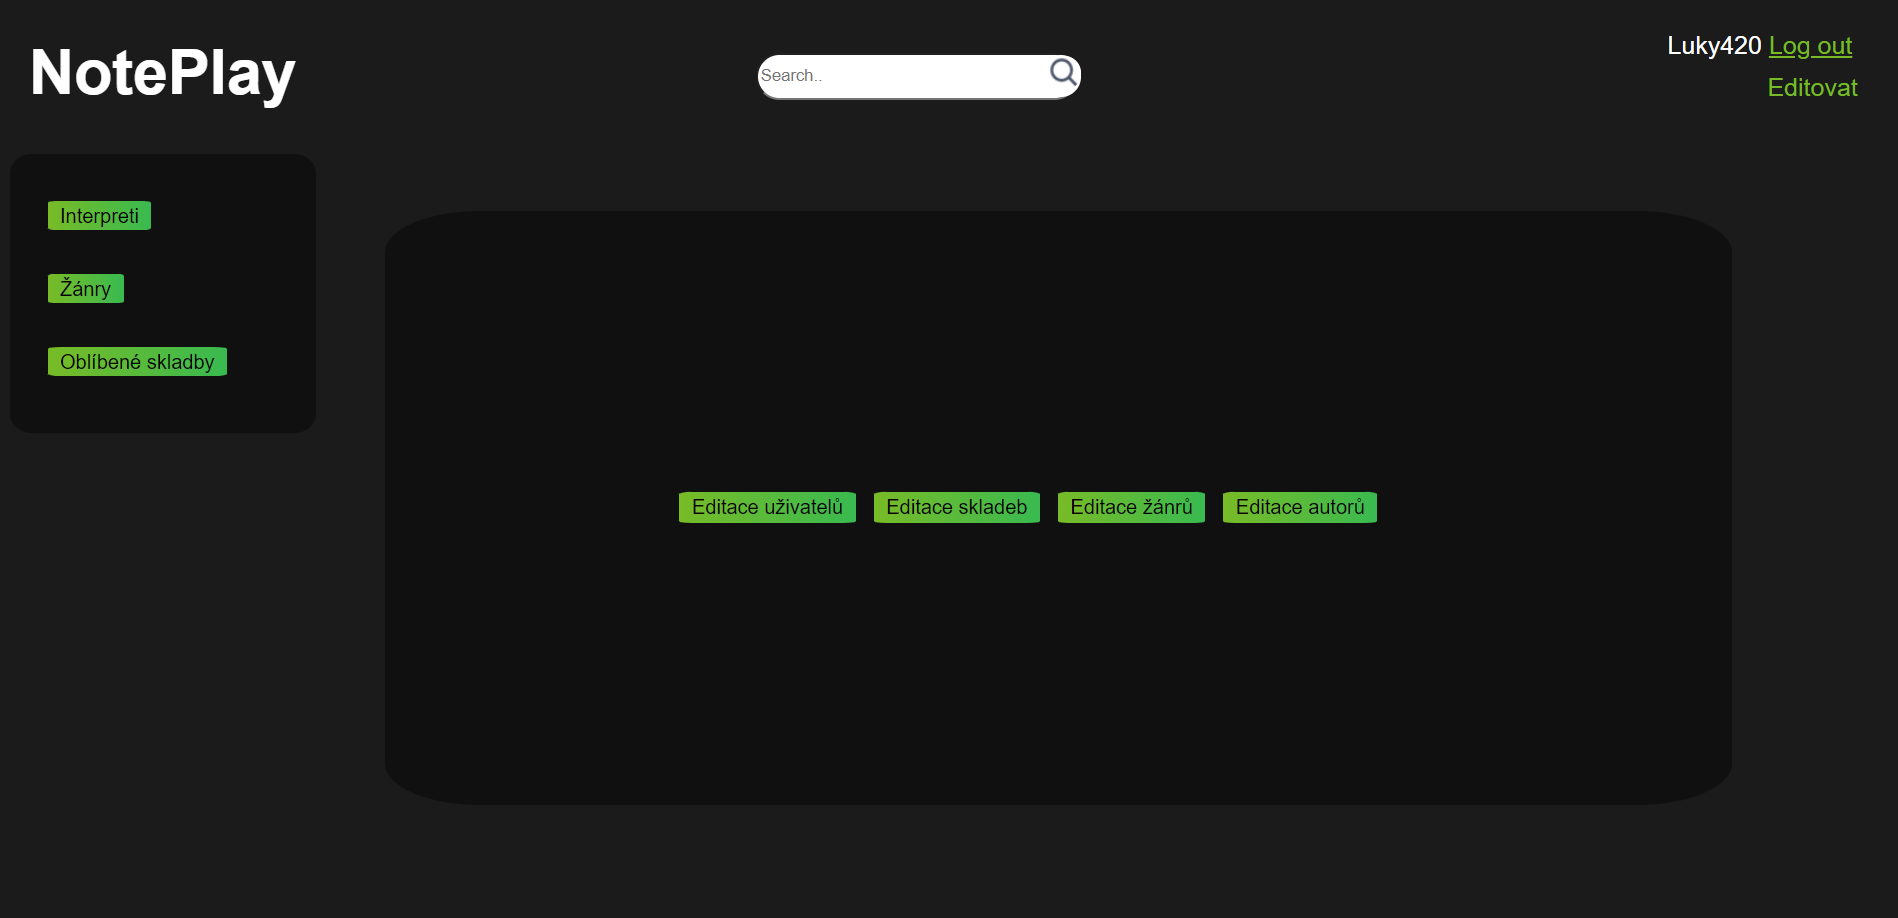 NotePlay
Search..
Luky420 Log out
Editovat
Interpreti
Žánry
Oblíbené skladby
Editace uživatelů Editace skladeb Editace žánrů Editace autorů